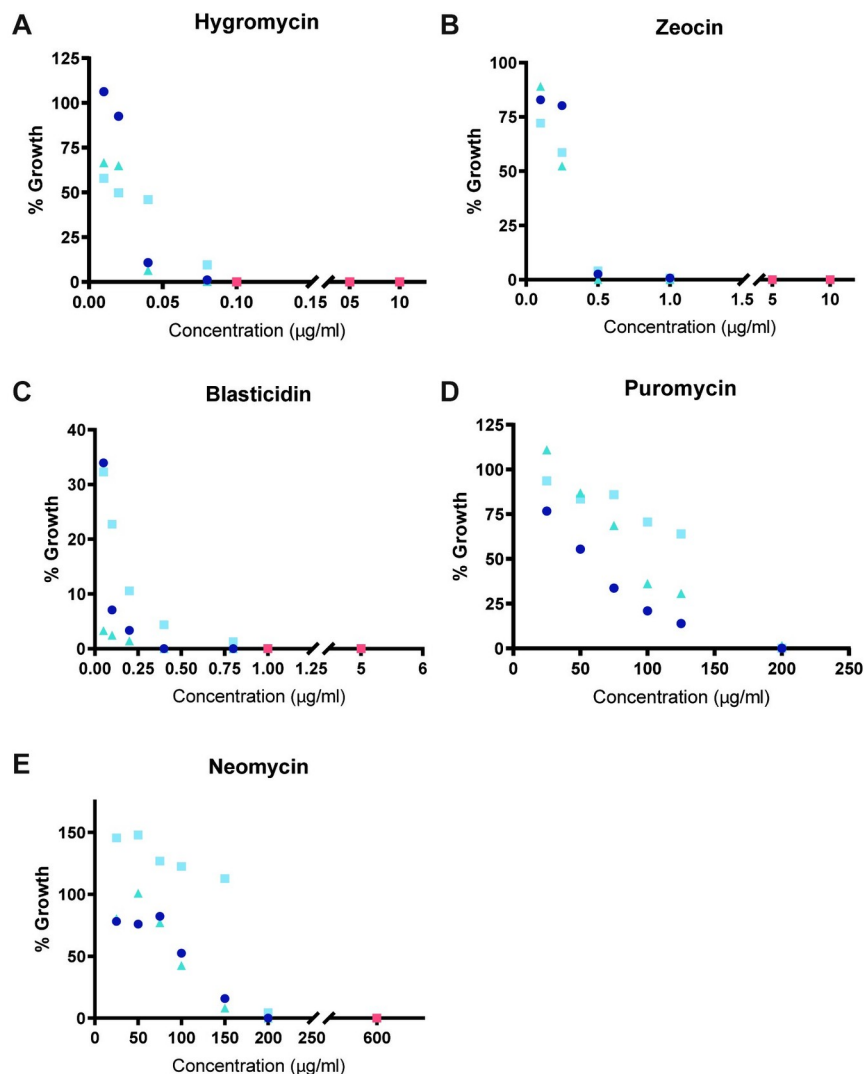 A
Hygromycin
125
100
75
50
25
0
% Growth
0.00 0.05 0.10 0.15 05 10
Concentration (µg/ml)
B
Zeocin
100
75
50
25
0
% Growth
0.0 0.5 1.0 1.5 5 10
Concentration (µg/ml)
C
Blasticidin
40
30
20
10
0
% Growth
0.00 0.25 0.50 0.75 1.00 1.25 5 6
Concentration (µg/ml)
D
Puromycin
125
100
75
50
25
0
% Growth
0 50 100 150 200 250
Concentration (µg/ml)
E
Neomycin
150
100
50
0
% Growth
0 50 100 150 200 250 600
Concentration (µg/ml)